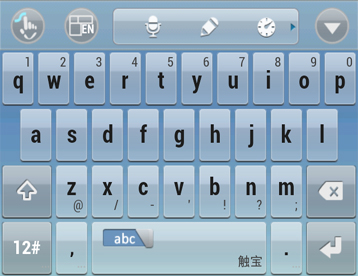 EN
1 2 3 4 5 6 7 8 9 0
q w e r t y u i o p
a s d f g h j k l
z x c v b n m
@ / - ' ! ? ;
12# , abc 触宝 .